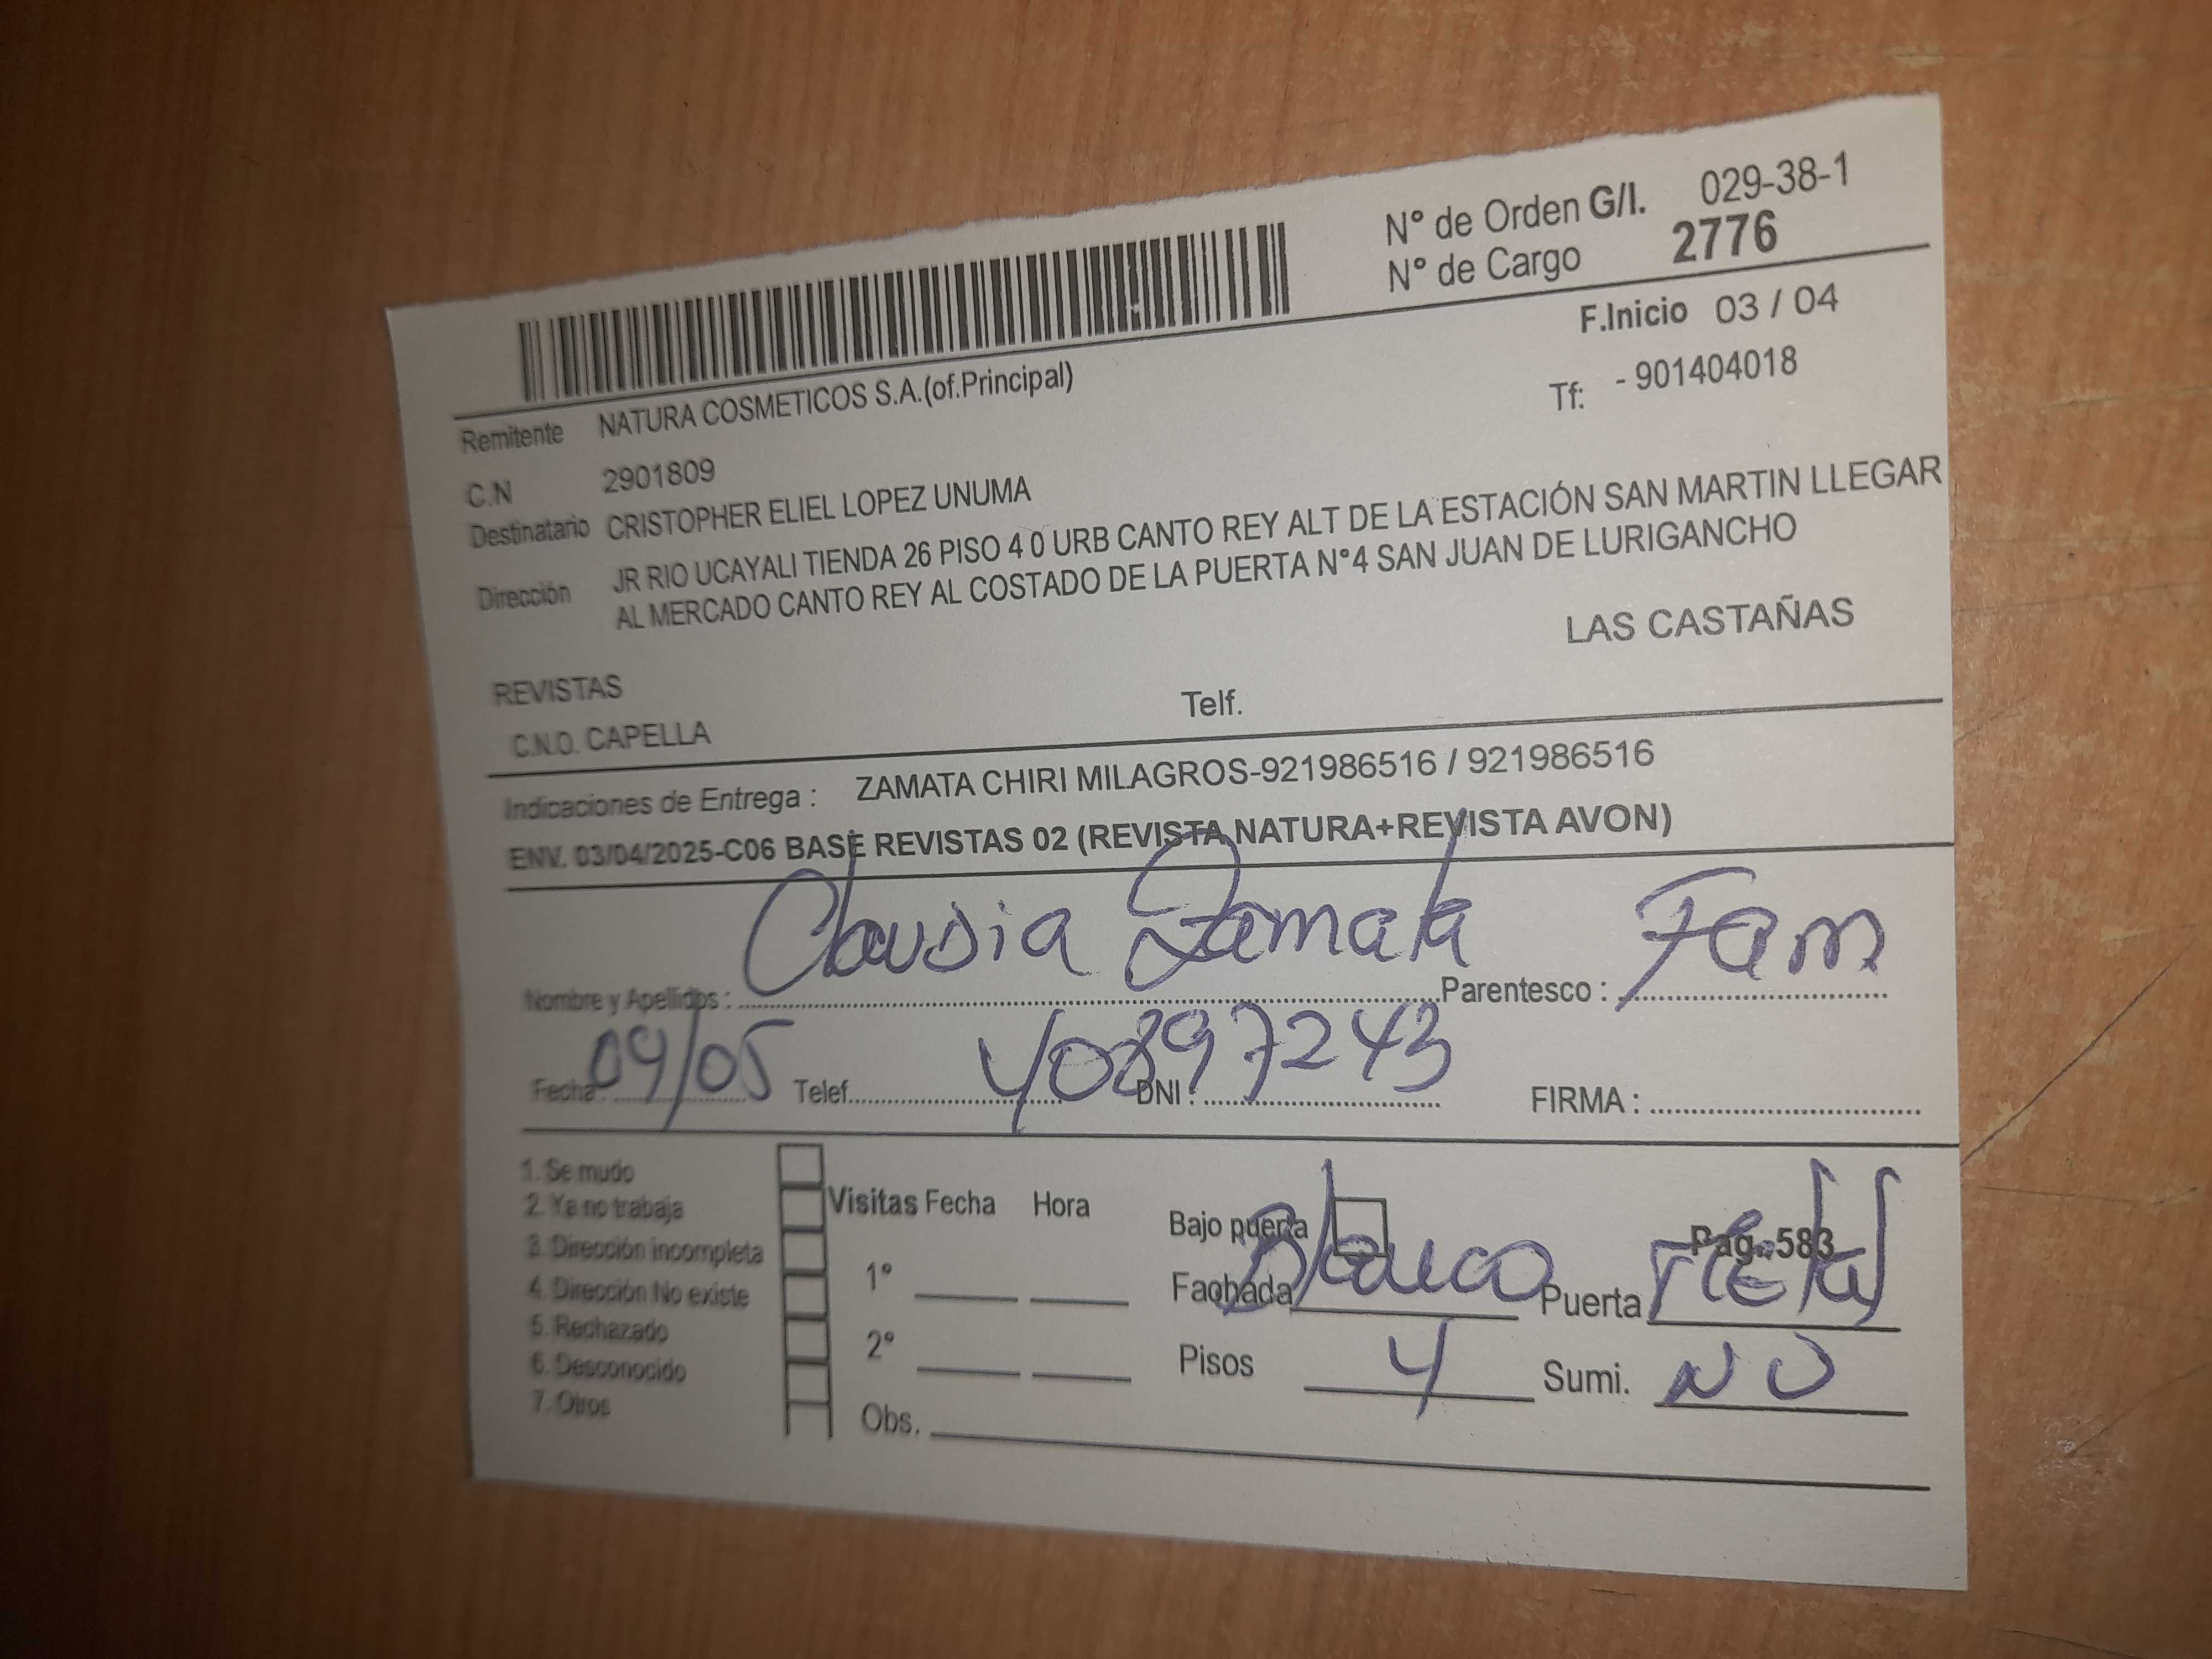 N° de Orden G/I. 029-38-1
N° de Cargo 2776
F.Inicio 03 / 04
Remitente NATURA COSMETICOS S.A.(of.Principal)
Tf: - 901404018
C.N 2901809
Destinatario CRISTOPHER ELIEL LOPEZ UNUMA
Dirección JR RIO UCAYALI TIENDA 26 PISO 4 0 URB CANTO REY ALT DE LA ESTACIÓN SAN MARTIN LLEGAR
AL MERCADO CANTO REY AL COSTADO DE LA PUERTA N°4 SAN JUAN DE LURIGANCHO
LAS CASTAÑAS
REVISTAS
C.N.O. CAPELLA Telf.
Indicaciones de Entrega : ZAMATA CHIRI MILAGROS-921986516 / 921986516
ENV. 03/04/2025-C06 BASE REVISTAS 02 (REVISTA NATURA+REVISTA AVON)
Nombre y Apellidos : Claudia Zamata Parentesco : Fam
Fecha: 09/05 Telef. DNI : 40897243 FIRMA :
1. Se mudo
2. Ya no trabaja
3. Dirección incompleta
4. Dirección No existe
5. Rechazado
6. Desconocido
7. Otros
Visitas Fecha Hora
1°
2°
Obs.
Bajo puerta Pag.:583
Fachada Blanco Puerta Metal
Pisos 4 Sumi. NO